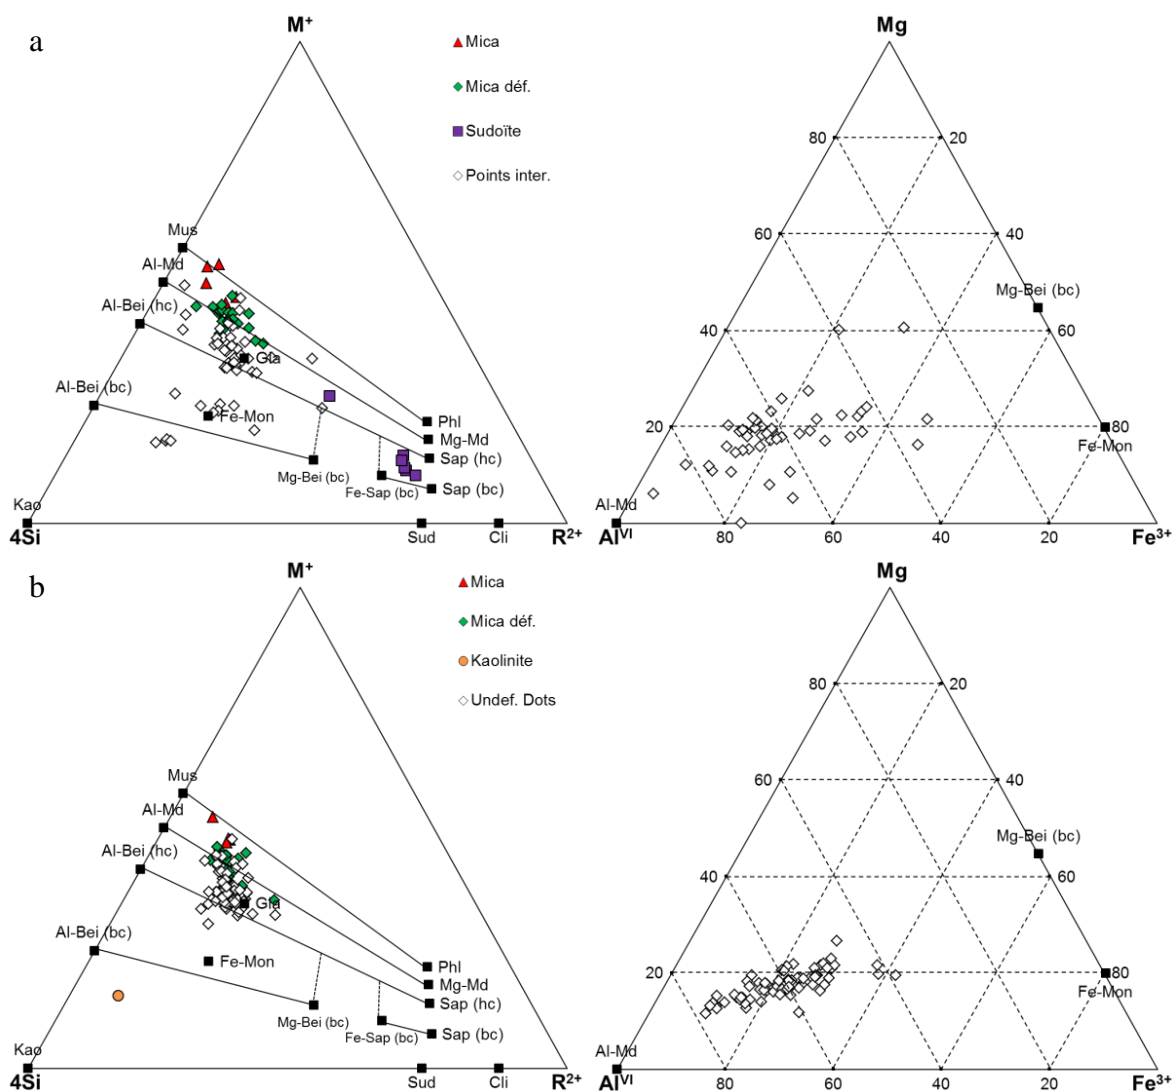 a
M⁺
Mica
Mica déf.
Sudoïte
Points inter.
Mus
Al-Md
Al-Bei (hc)
Al-Bei (bc)
Gla
Fe-Mon
Mg-Bei (bc)
Fe-Sap (bc)
Phl
Mg-Md
Sap (hc)
Sap (bc)
Kao
4Si
Sud
Cli
R²⁺
Mg
80
20
60
40
Mg-Bei (bc)
40
60
20
80
Fe-Mon
Al-Md
Al^VI
80
60
40
20
Fe³⁺
b
M⁺
Mica
Mica déf.
Kaolinite
Undef. Dots
Mus
Al-Md
Al-Bei (hc)
Al-Bei (bc)
Gla
Fe-Mon
Mg-Bei (bc)
Fe-Sap (bc)
Phl
Mg-Md
Sap (hc)
Sap (bc)
Kao
4Si
Sud
Cli
R²⁺
Mg
80
20
60
40
Mg-Bei (bc)
40
60
20
80
Fe-Mon
Al-Md
Al^VI
80
60
40
20
Fe³⁺